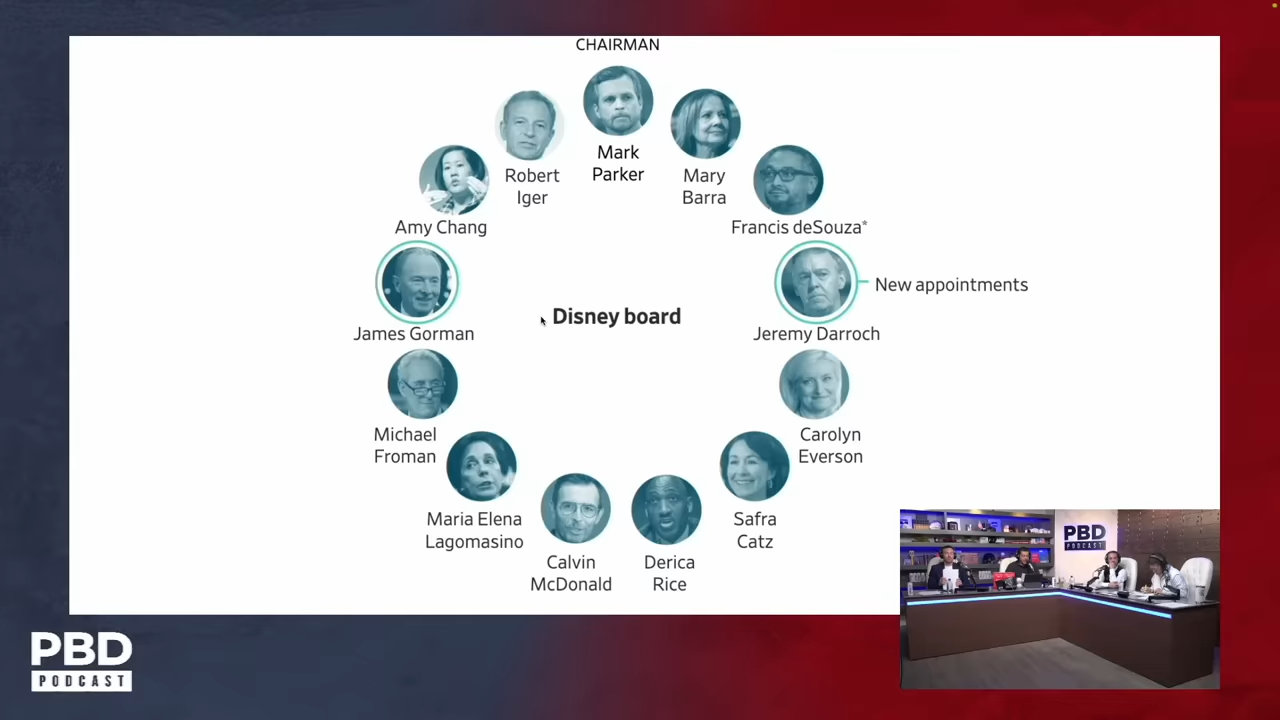 CHAIRMAN
Mark
Parker
Robert
Iger
Mary
Barra
Amy Chang
Francis deSouza*
New appointments
James Gorman
Disney board
Jeremy Darroch
Michael
Froman
Carolyn
Everson
Maria Elena
Lagomasino
Safra
Catz
Calvin
McDonald
Derica
Rice
PBD
PODCAST
PBD
PODCAST